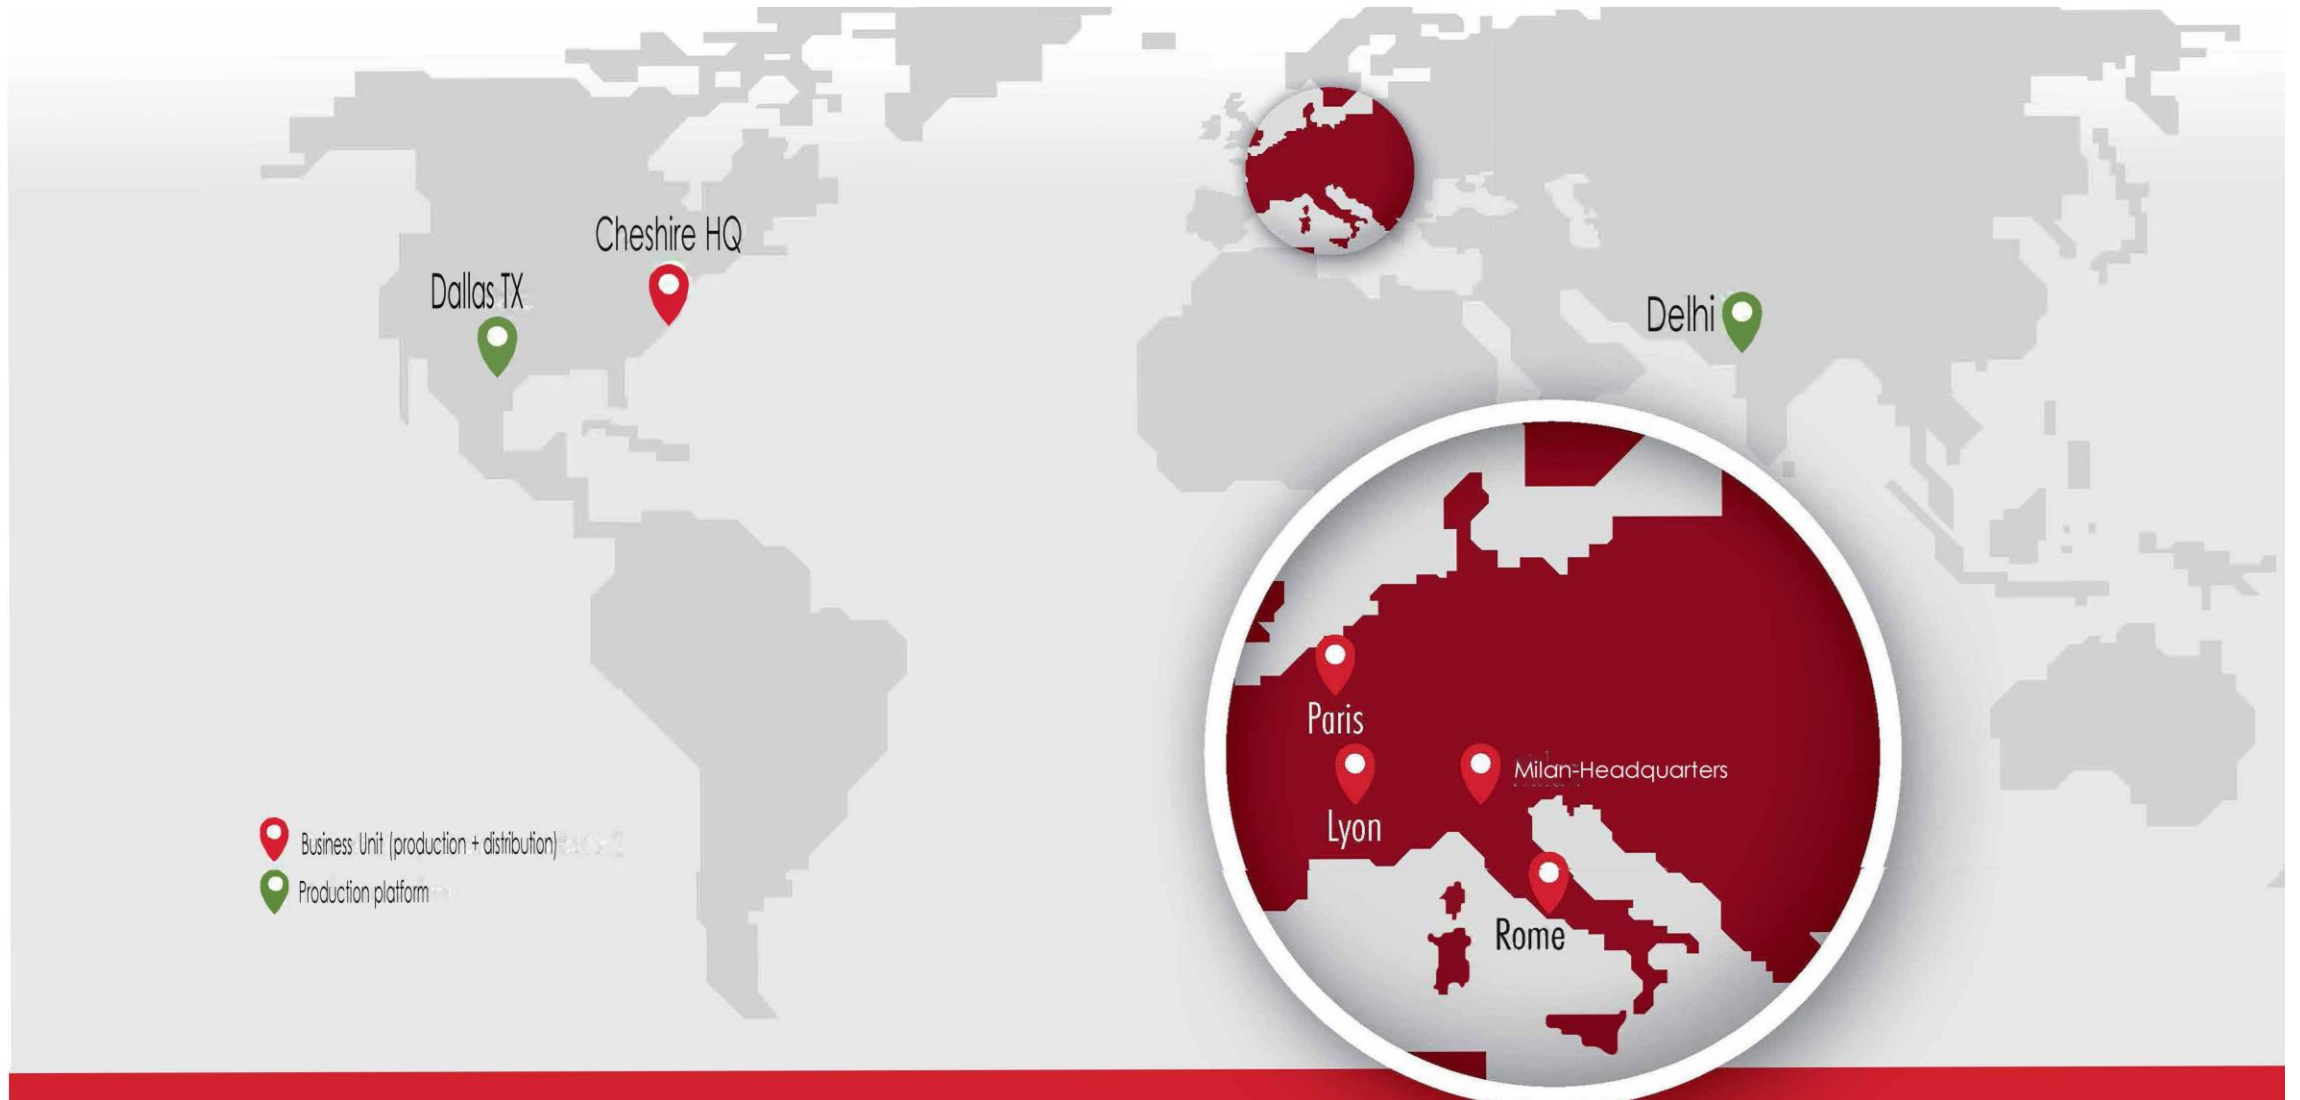 Cheshire HQ
Dallas TX
Delhi
Paris
Milan-Headquarters
Lyon
Rome
Business Unit (production + distribution)
Production platform